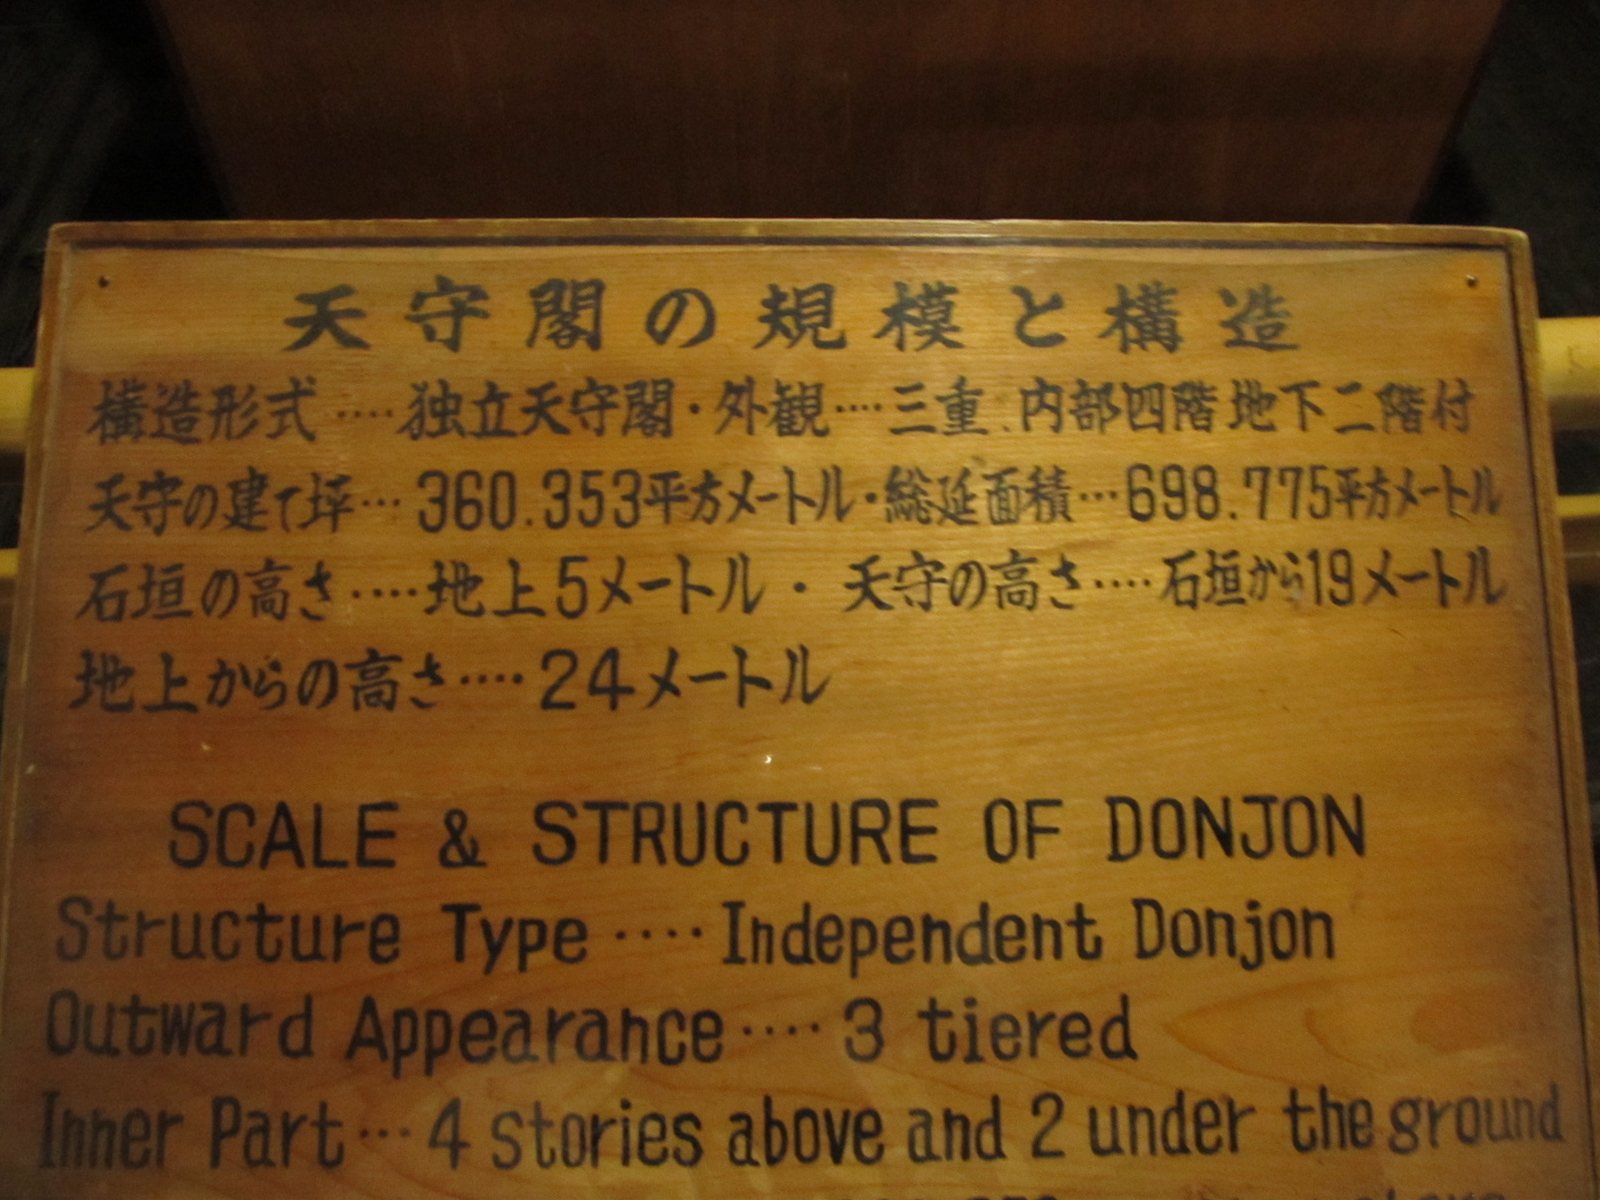 天守閣の規模と構造
構造形式‥‥独立天守閣・外観‥‥三重.内部四階地下二階付
天守の建て坪…360.353平方メートル・総延面積…698.775平方メートル
石垣の高さ‥‥地上5メートル・天守の高さ‥‥石垣から19メートル
地上からの高さ‥‥24メートル
SCALE & STRUCTURE OF DONJON
Structure Type ‥‥ Independent Donjon
Outward Appearance ‥‥ 3 tiered
Inner Part … 4 stories above and 2 under the ground